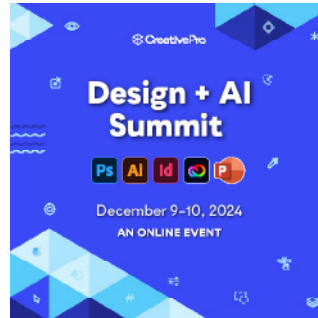 CreativePro
Design + AI
Summit
Ps Ai Id P
December 9-10, 2024
AN ONLINE EVENT